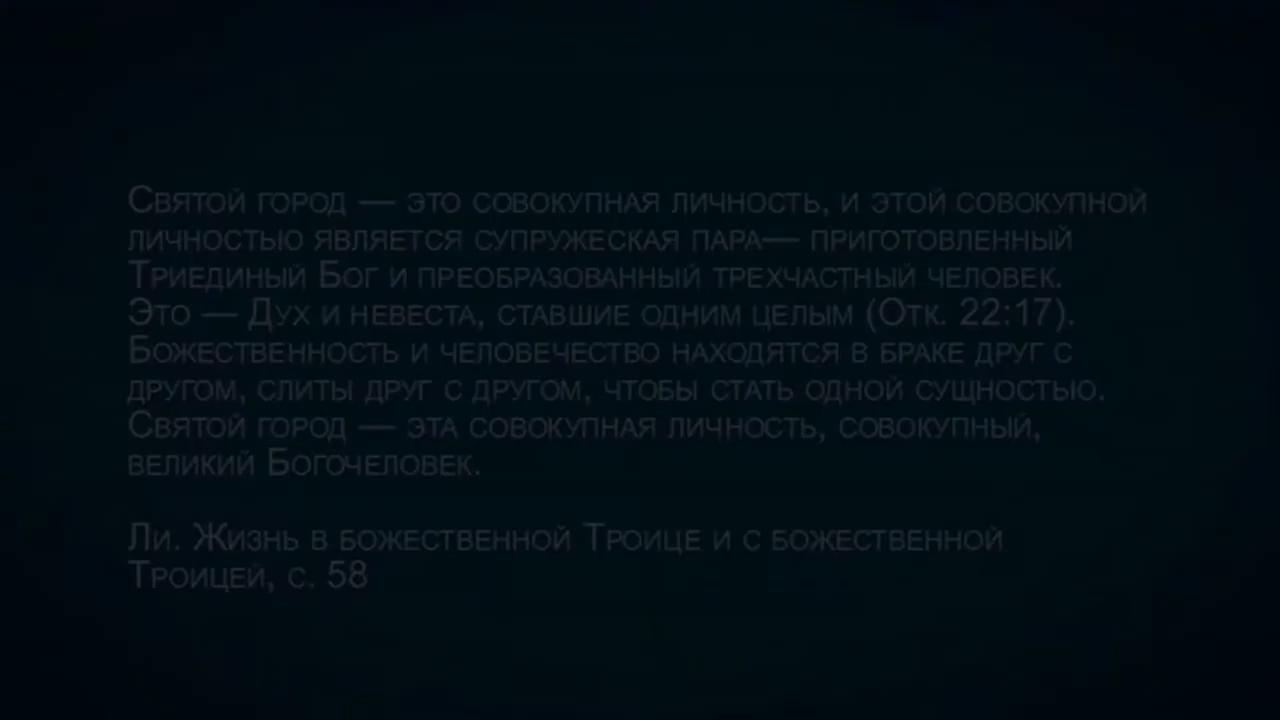 Святой город — это совокупная личность, и этой совокупной
личностью является супружеская пара— приготовленный
Триединый Бог и преобразованный трехчастный человек.
Это — Дух и невеста, ставшие одним целым (Отк. 22:17).
Божественность и человечество находятся в браке друг с
другом, слиты друг с другом, чтобы стать одной сущностью.
Святой город — эта совокупная личность, совокупный,
великий Богочеловек.
Ли. Жизнь в божественной Троице и с божественной
Троицей, с. 58